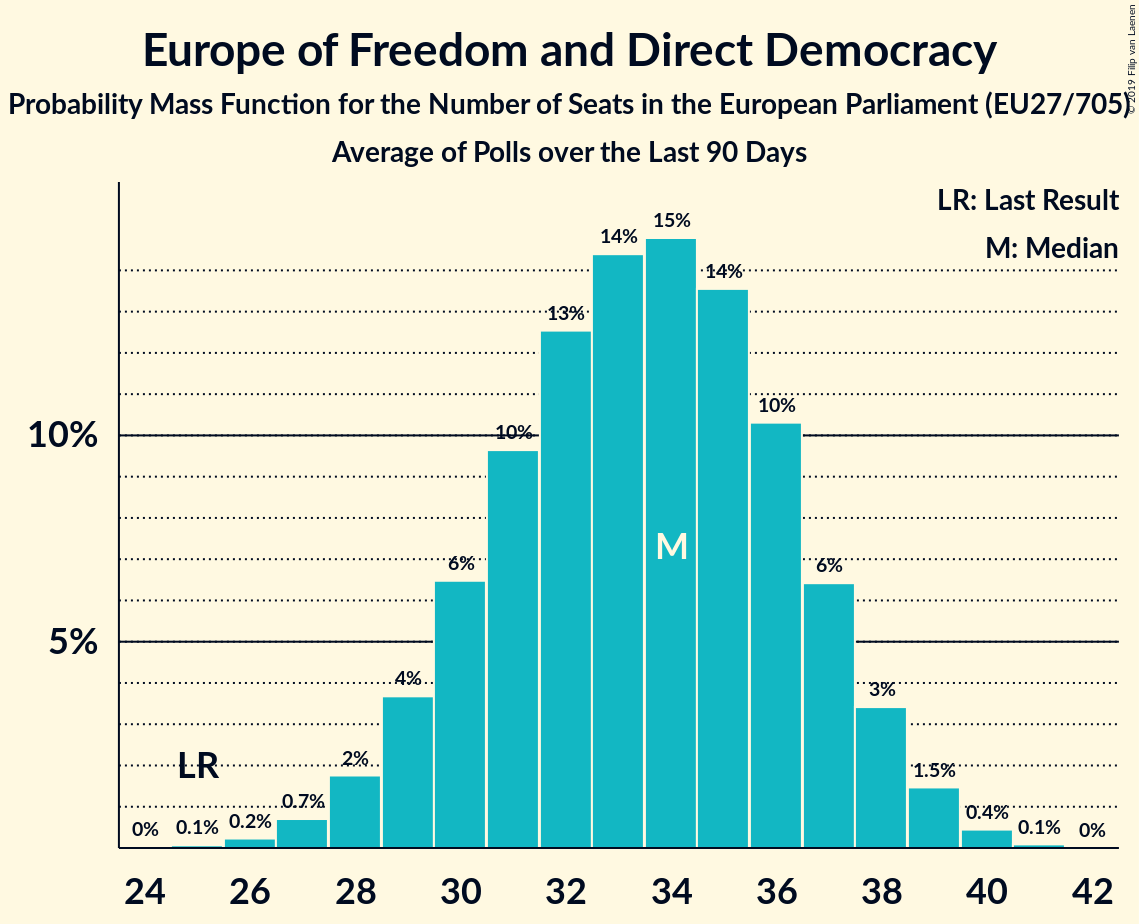 Europe of Freedom and Direct Democracy
Probability Mass Function for the Number of Seats in the European Parliament (EU27/705)
Average of Polls over the Last 90 Days
© 2019 Filip van Laenen
LR: Last Result
M: Median
10%
5%
0%
0.1%
0.2%
0.7%
2%
4%
6%
10%
13%
14%
15%
14%
10%
6%
3%
1.5%
0.4%
0.1%
0%
LR
M
24 26 28 30 32 34 36 38 40 42